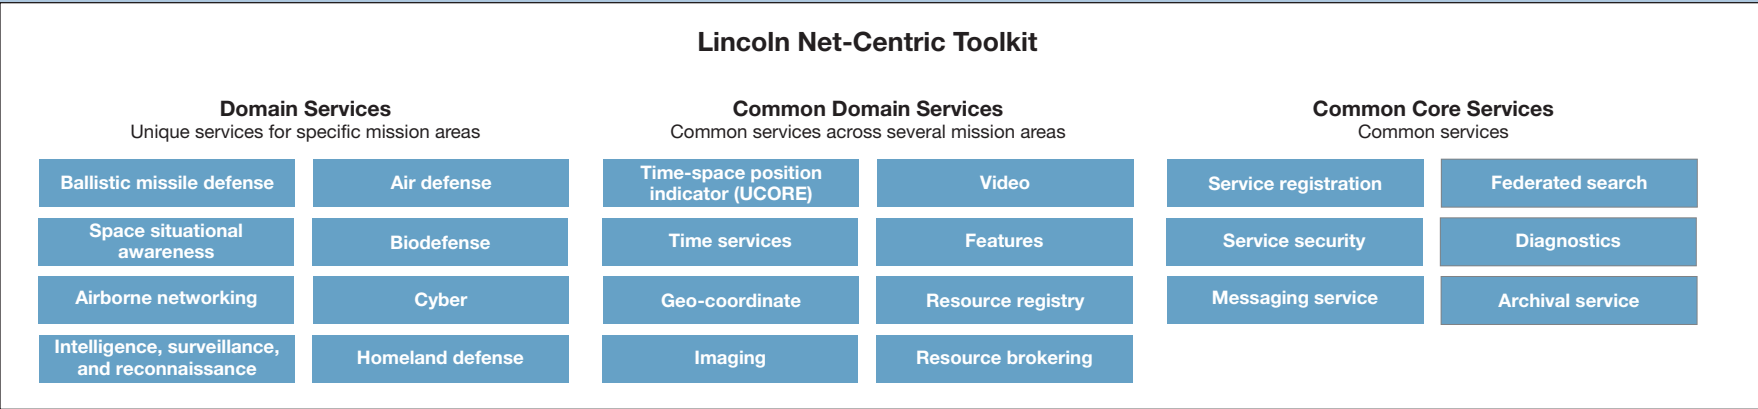 Lincoln Net-Centric Toolkit
Domain Services
Unique services for specific mission areas
Ballistic missile defense
Air defense
Space situational
awareness
Biodefense
Airborne networking
Cyber
Intelligence, surveillance,
and reconnaissance
Homeland defense
Common Domain Services
Common services across several mission areas
Time-space position
indicator (UCORE)
Video
Time services
Features
Geo-coordinate
Resource registry
Imaging
Resource brokering
Common Core Services
Common services
Service registration
Federated search
Service security
Diagnostics
Messaging service
Archival service